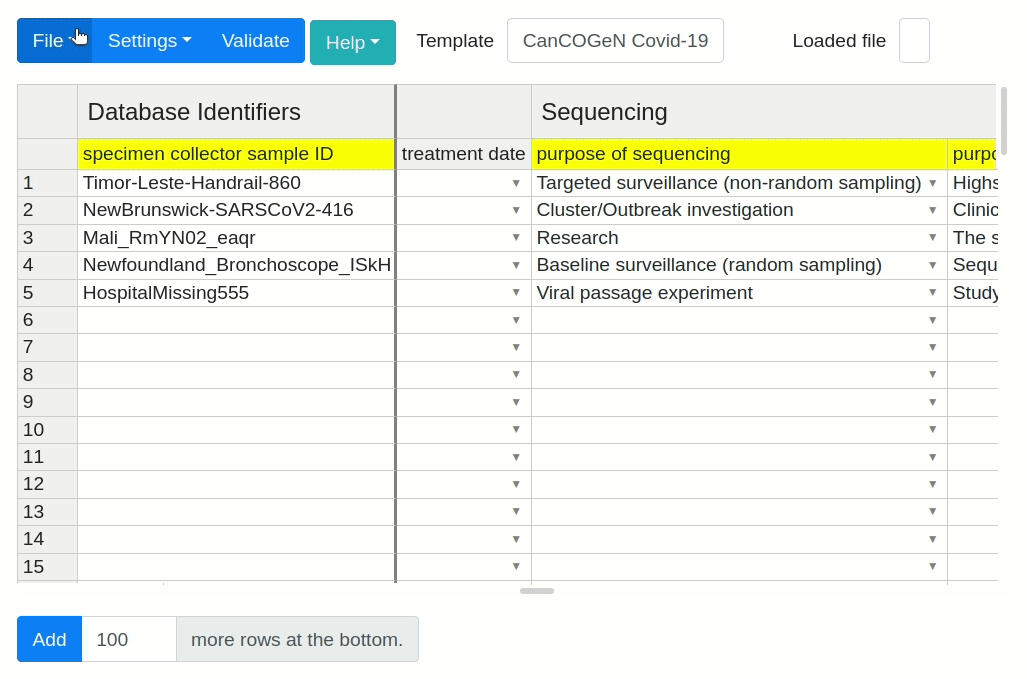 File Settings Validate Help Template CanCOGeN Covid-19 Loaded file
Database Identifiers Sequencing
specimen collector sample ID treatment date purpose of sequencing purpo
1 Timor-Leste-Handrail-860 Targeted surveillance (non-random sampling) Highs
2 NewBrunswick-SARSCoV2-416 Cluster/Outbreak investigation Clinic
3 Mali_RmYN02_eaqr Research The s
4 Newfoundland_Bronchoscope_ISkH Baseline surveillance (random sampling) Sequ
5 HospitalMissing555 Viral passage experiment Study
6
7
8
9
10
11
12
13
14
15
Add 100 more rows at the bottom.